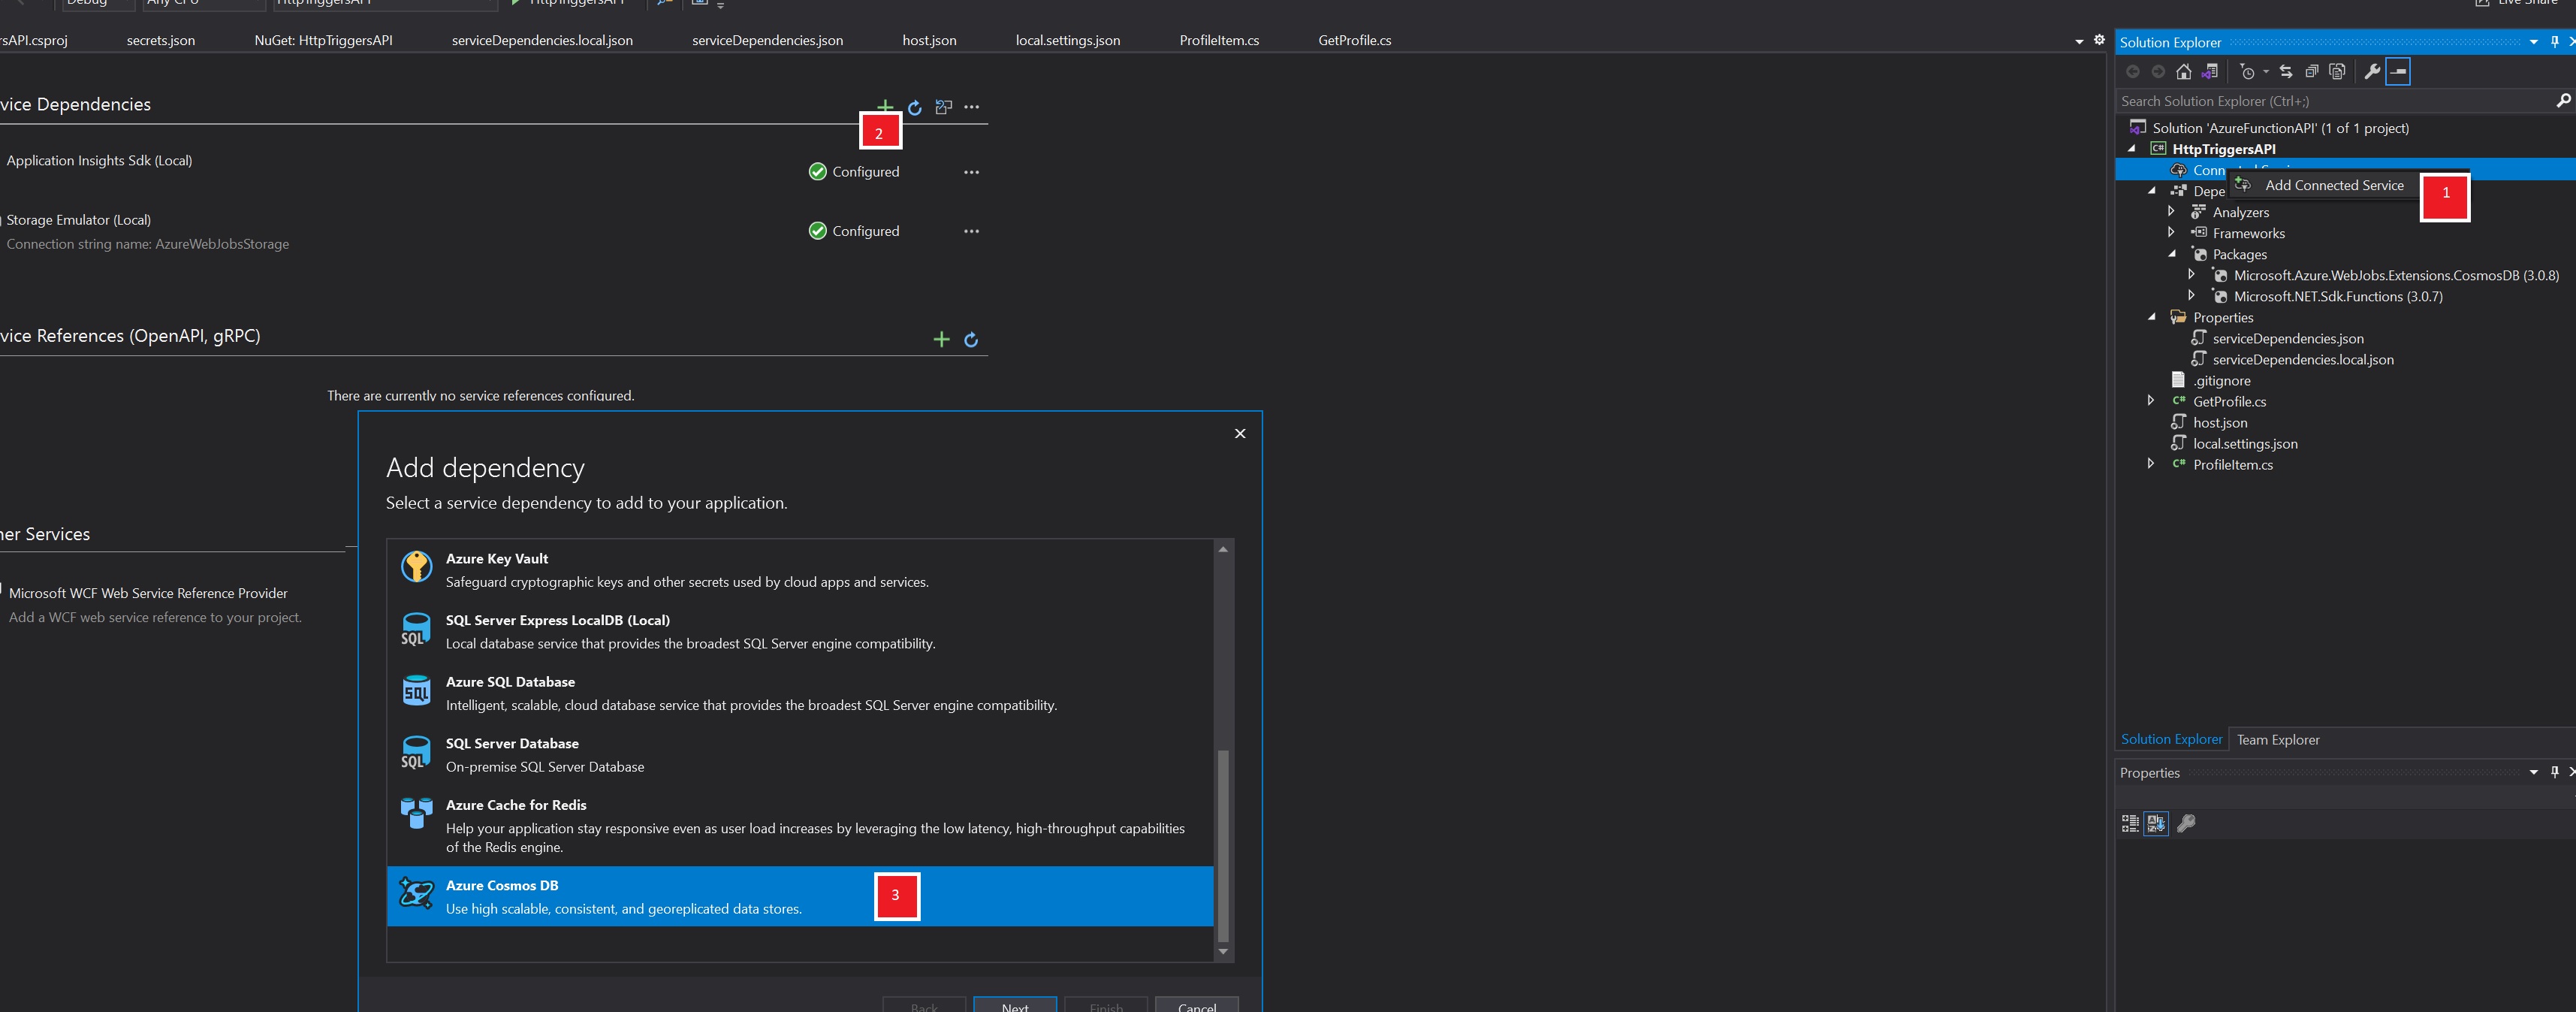 Debug
Any CPU
HttpTriggersAPI
HttpTriggersAPI
Live Share
rsAPI.csproj
secrets.json
NuGet: HttpTriggersAPI
serviceDependencies.local.json
serviceDependencies.json
host.json
local.settings.json
ProfileItem.cs
GetProfile.cs
vice Dependencies
2
Application Insights Sdk (Local)
Configured
Storage Emulator (Local)
Connection string name: AzureWebJobsStorage
Configured
vice References (OpenAPI, gRPC)
There are currently no service references configured.
ner Services
Microsoft WCF Web Service Reference Provider
Add a WCF web service reference to your project.
Add dependency
Select a service dependency to add to your application.
Azure Key Vault
Safeguard cryptographic keys and other secrets used by cloud apps and services.
SQL Server Express LocalDB (Local)
Local database service that provides the broadest SQL Server engine compatibility.
Azure SQL Database
Intelligent, scalable, cloud database service that provides the broadest SQL Server engine compatibility.
SQL Server Database
On-premise SQL Server Database
Azure Cache for Redis
Help your application stay responsive even as user load increases by leveraging the low latency, high-throughput capabilities
of the Redis engine.
Azure Cosmos DB
Use high scalable, consistent, and georeplicated data stores.
3
Back
Next
Finish
Cancel
Solution Explorer
Search Solution Explorer (Ctrl+;)
Solution 'AzureFunctionAPI' (1 of 1 project)
HttpTriggersAPI
Add Connected Service
1
Depe
Analyzers
Frameworks
Packages
Microsoft.Azure.WebJobs.Extensions.CosmosDB (3.0.8)
Microsoft.NET.Sdk.Functions (3.0.7)
Properties
serviceDependencies.json
serviceDependencies.local.json
.gitignore
GetProfile.cs
host.json
local.settings.json
ProfileItem.cs
Solution Explorer
Team Explorer
Properties